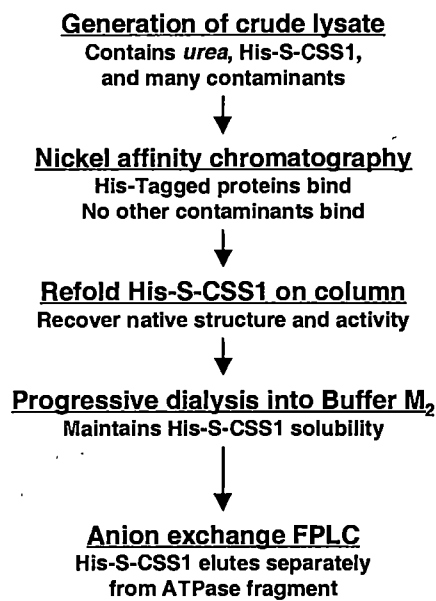 Generation of crude lysate
Contains urea, His-S-CSS1,
and many contaminants
Nickel affinity chromatography
His-Tagged proteins bind
No other contaminants bind
Refold His-S-CSS1 on column
Recover native structure and activity
Progressive dialysis into Buffer M₂
Maintains His-S-CSS1 solubility
Anion exchange FPLC
His-S-CSS1 elutes separately
from ATPase fragment